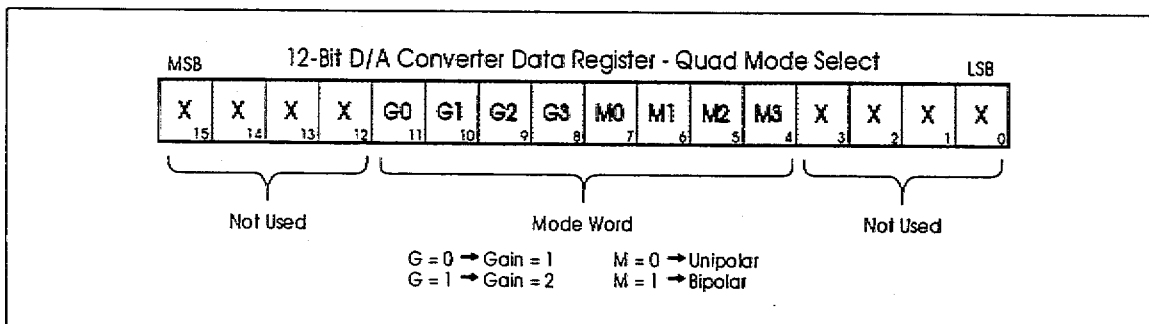 12-Bit D/A Converter Data Register - Quad Mode Select
MSB LSB
X X X X G0 G1 G2 G3 M0 M1 M2 M3 X X X X
15 14 13 12 11 10 9 8 7 6 5 4 3 2 1 0
Not Used Mode Word Not Used
G = 0 → Gain = 1 M = 0 → Unipolar
G = 1 → Gain = 2 M = 1 → Bipolar